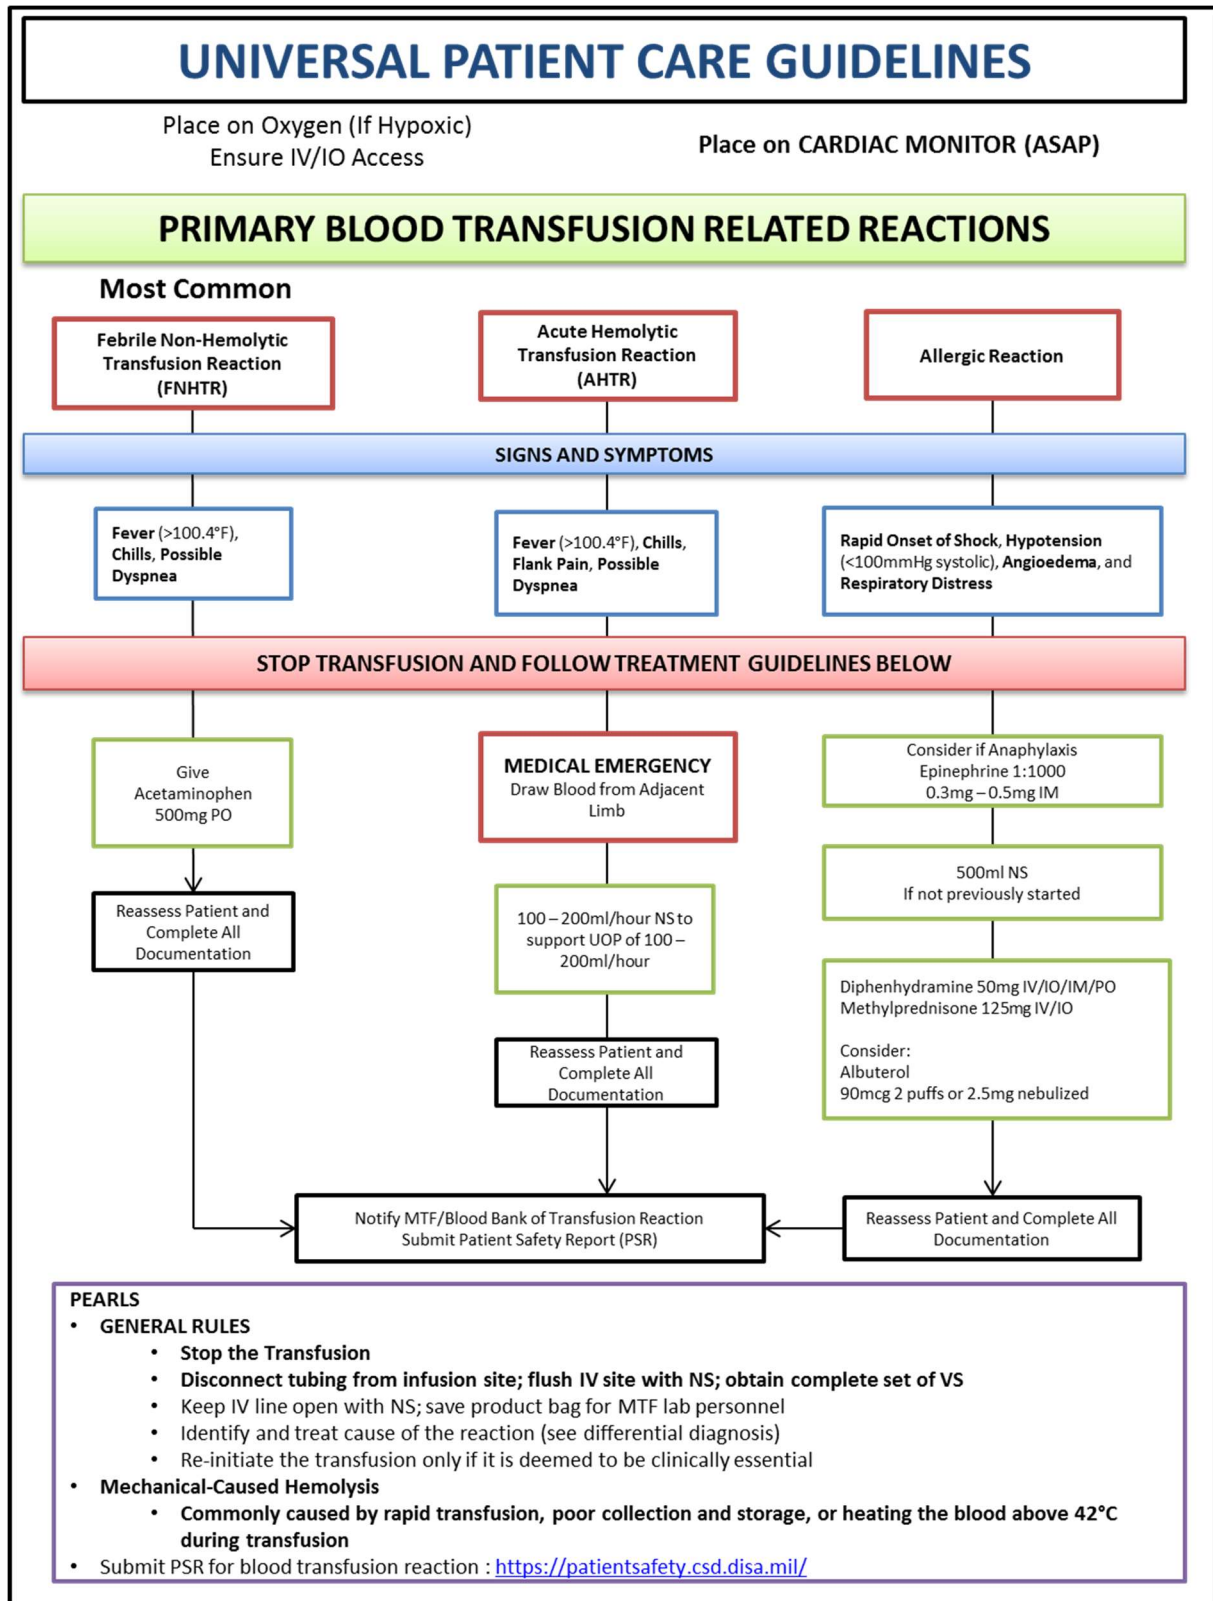 UNIVERSAL PATIENT CARE GUIDELINES
Place on Oxygen (If Hypoxic)
Ensure IV/IO Access
Place on CARDIAC MONITOR (ASAP)
PRIMARY BLOOD TRANSFUSION RELATED REACTIONS
Most Common
Febrile Non-Hemolytic
Transfusion Reaction
(FNHTR)
Acute Hemolytic
Transfusion Reaction
(AHTR)
Allergic Reaction
SIGNS AND SYMPTOMS
Fever (>100.4°F),
Chills, Possible
Dyspnea
Fever (>100.4°F), Chills,
Flank Pain, Possible
Dyspnea
Rapid Onset of Shock, Hypotension
(<100mmHg systolic), Angioedema, and
Respiratory Distress
STOP TRANSFUSION AND FOLLOW TREATMENT GUIDELINES BELOW
Give
Acetaminophen
500mg PO
Reassess Patient and
Complete All
Documentation
MEDICAL EMERGENCY
Draw Blood from Adjacent
Limb
100 – 200ml/hour NS to
support UOP of 100 –
200ml/hour
Reassess Patient and
Complete All
Documentation
Consider if Anaphylaxis
Epinephrine 1:1000
0.3mg – 0.5mg IM
500ml NS
If not previously started
Diphenhydramine 50mg IV/IO/IM/PO
Methylprednisone 125mg IV/IO
Consider:
Albuterol
90mcg 2 puffs or 2.5mg nebulized
Reassess Patient and Complete All
Documentation
Notify MTF/Blood Bank of Transfusion Reaction
Submit Patient Safety Report (PSR)
PEARLS
• GENERAL RULES
• Stop the Transfusion
• Disconnect tubing from infusion site; flush IV site with NS; obtain complete set of VS
• Keep IV line open with NS; save product bag for MTF lab personnel
• Identify and treat cause of the reaction (see differential diagnosis)
• Re-initiate the transfusion only if it is deemed to be clinically essential
• Mechanical-Caused Hemolysis
• Commonly caused by rapid transfusion, poor collection and storage, or heating the blood above 42°C
during transfusion
• Submit PSR for blood transfusion reaction : https://patientsafety.csd.disa.mil/